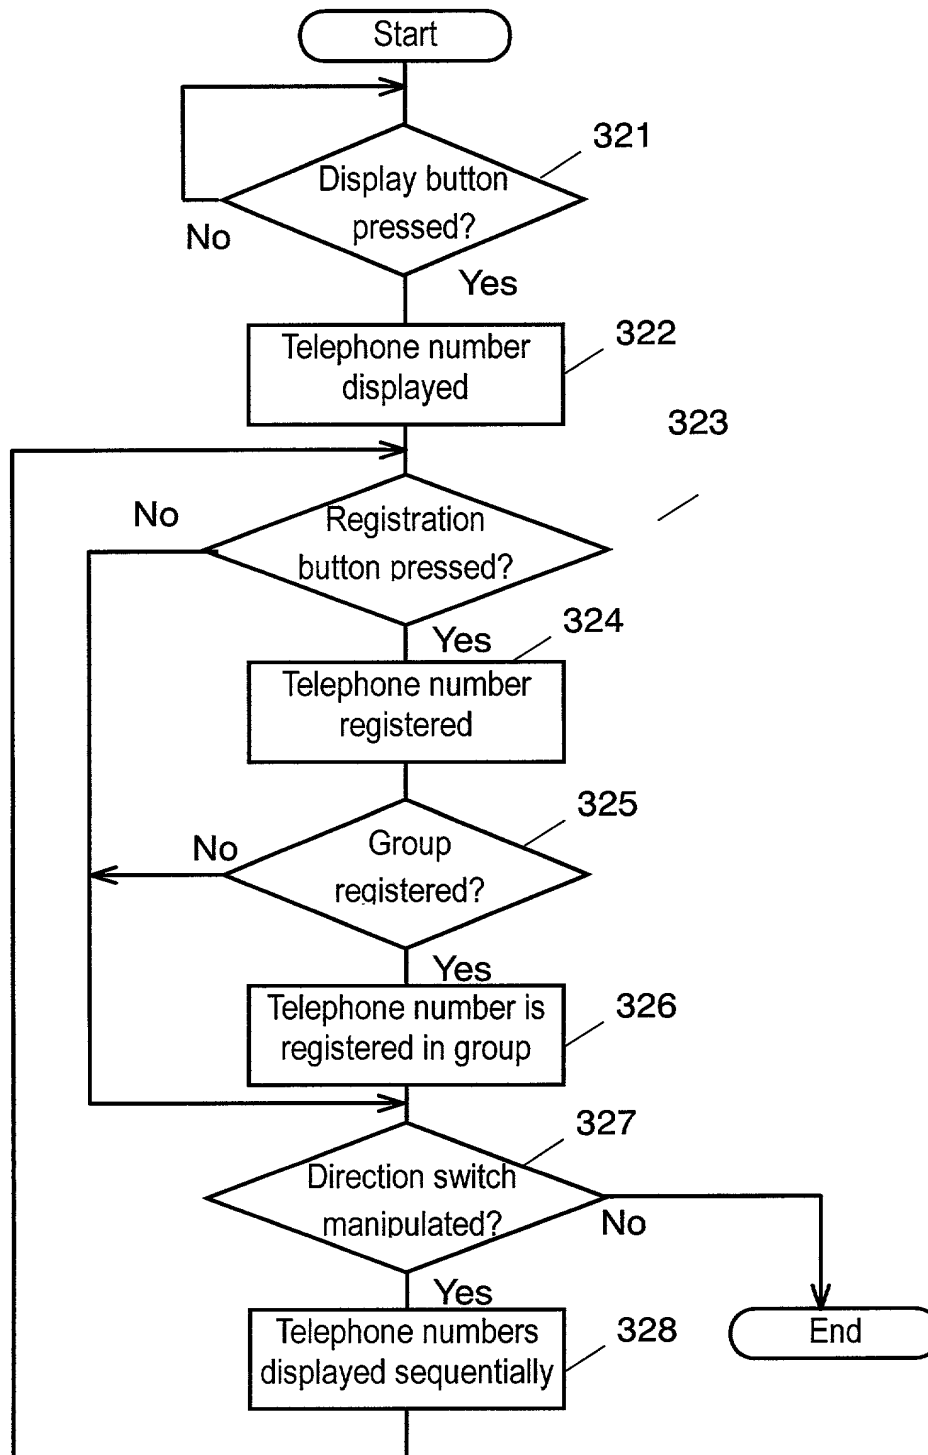 Start
321
Display button
pressed?
No
Yes
322
Telephone number
displayed
323
No
Registration
button pressed?
324
Yes
Telephone number
registered
325
No
Group
registered?
Yes
Telephone number is
registered in group
326
327
Direction switch
manipulated?
No
Yes
Telephone numbers
displayed sequentially
328
End